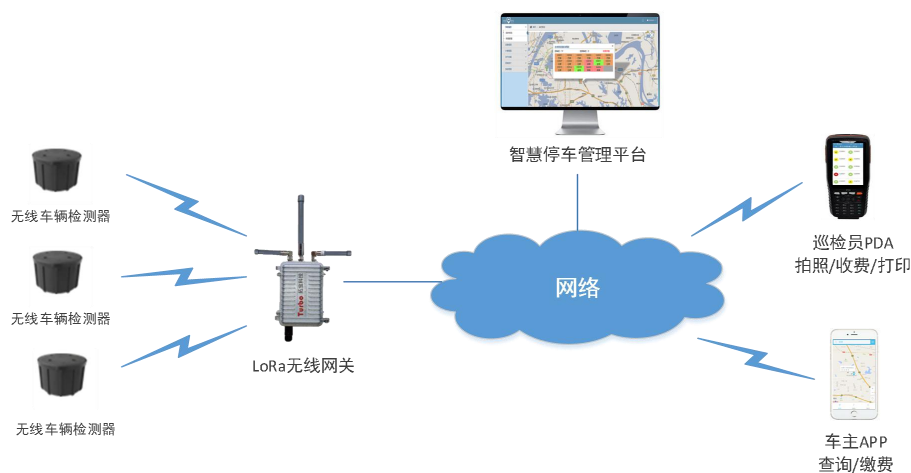 智慧停车管理平台
无线车辆检测器
无线车辆检测器
无线车辆检测器
Turbo
LoRa无线网关
网络
巡检员PDA
拍照/收费/打印
车主APP
查询/缴费